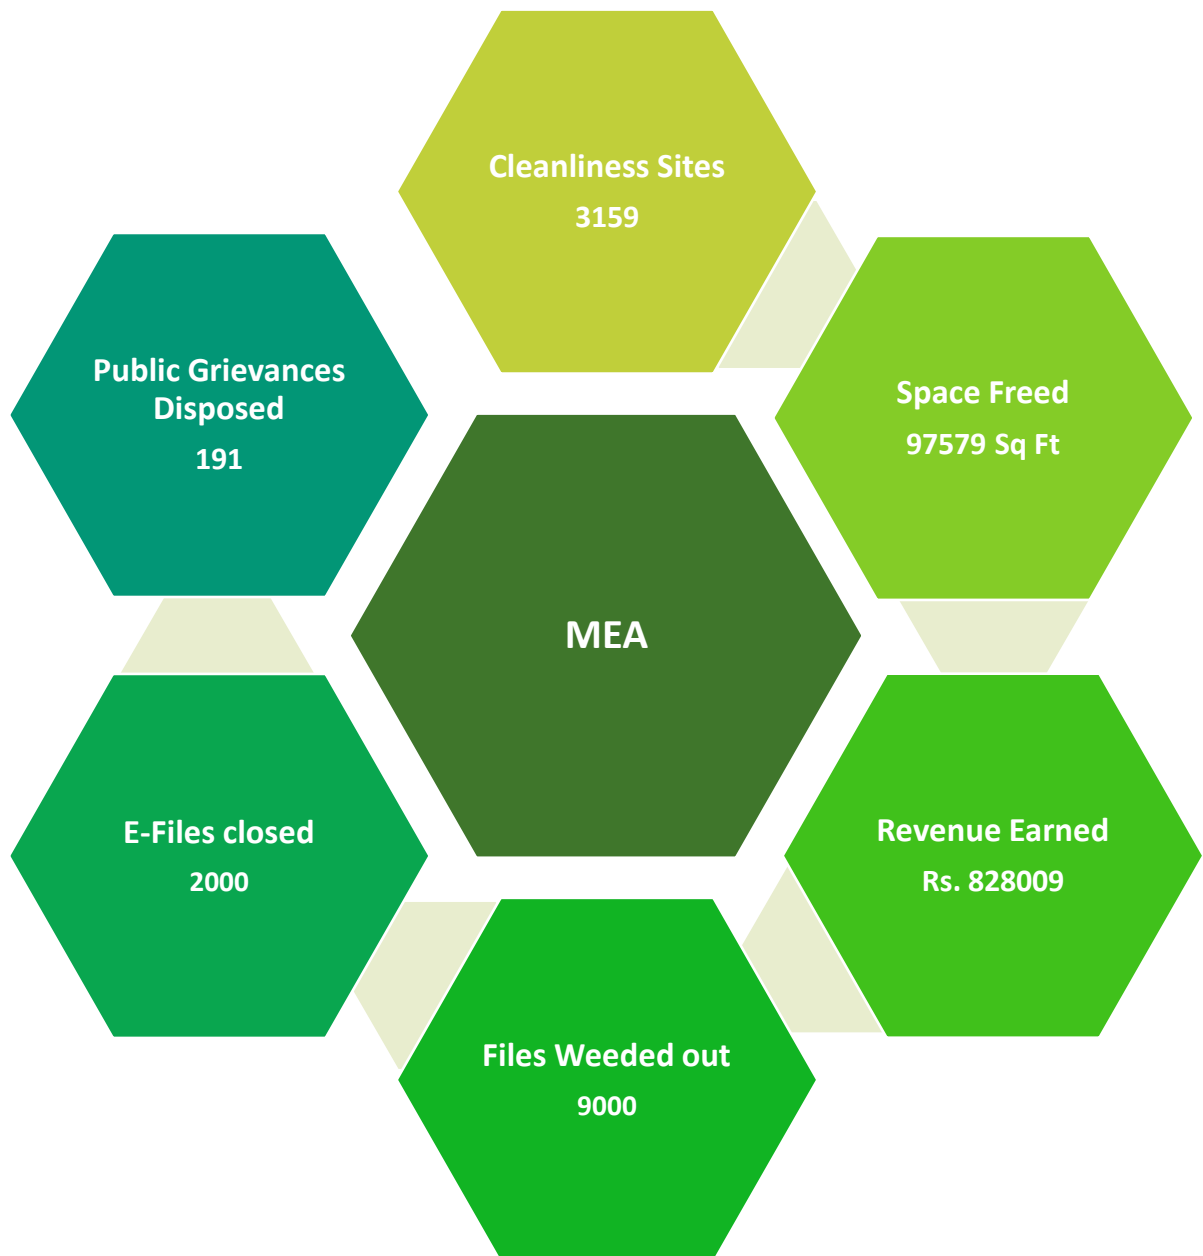 Cleanliness Sites
3159
Space Freed
97579 Sq Ft
Revenue Earned
Rs. 828009
Files Weeded out
9000
E-Files closed
2000
Public Grievances
Disposed
191
MEA